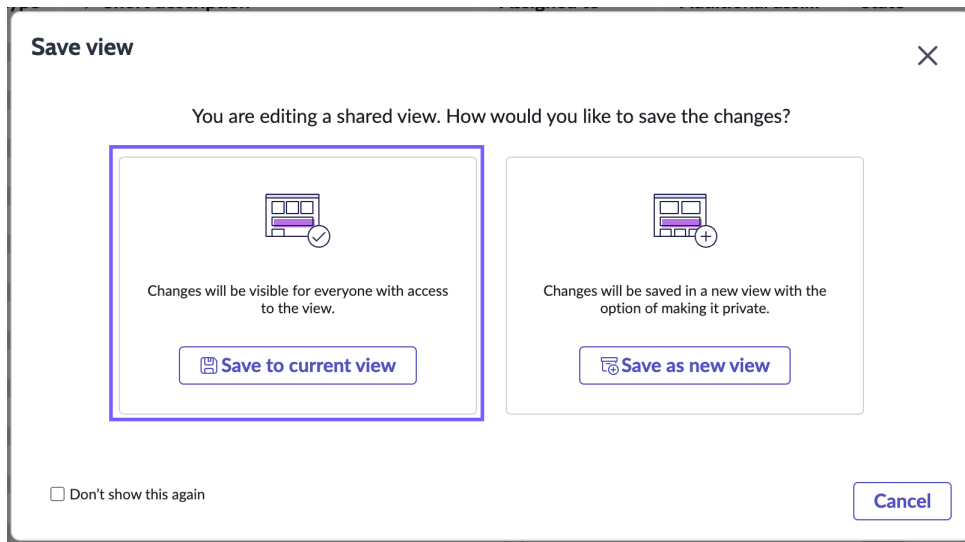 Save view
You are editing a shared view. How would you like to save the changes?
Changes will be visible for everyone with access
to the view.
Save to current view
Changes will be saved in a new view with the
option of making it private.
Save as new view
Don't show this again
Cancel